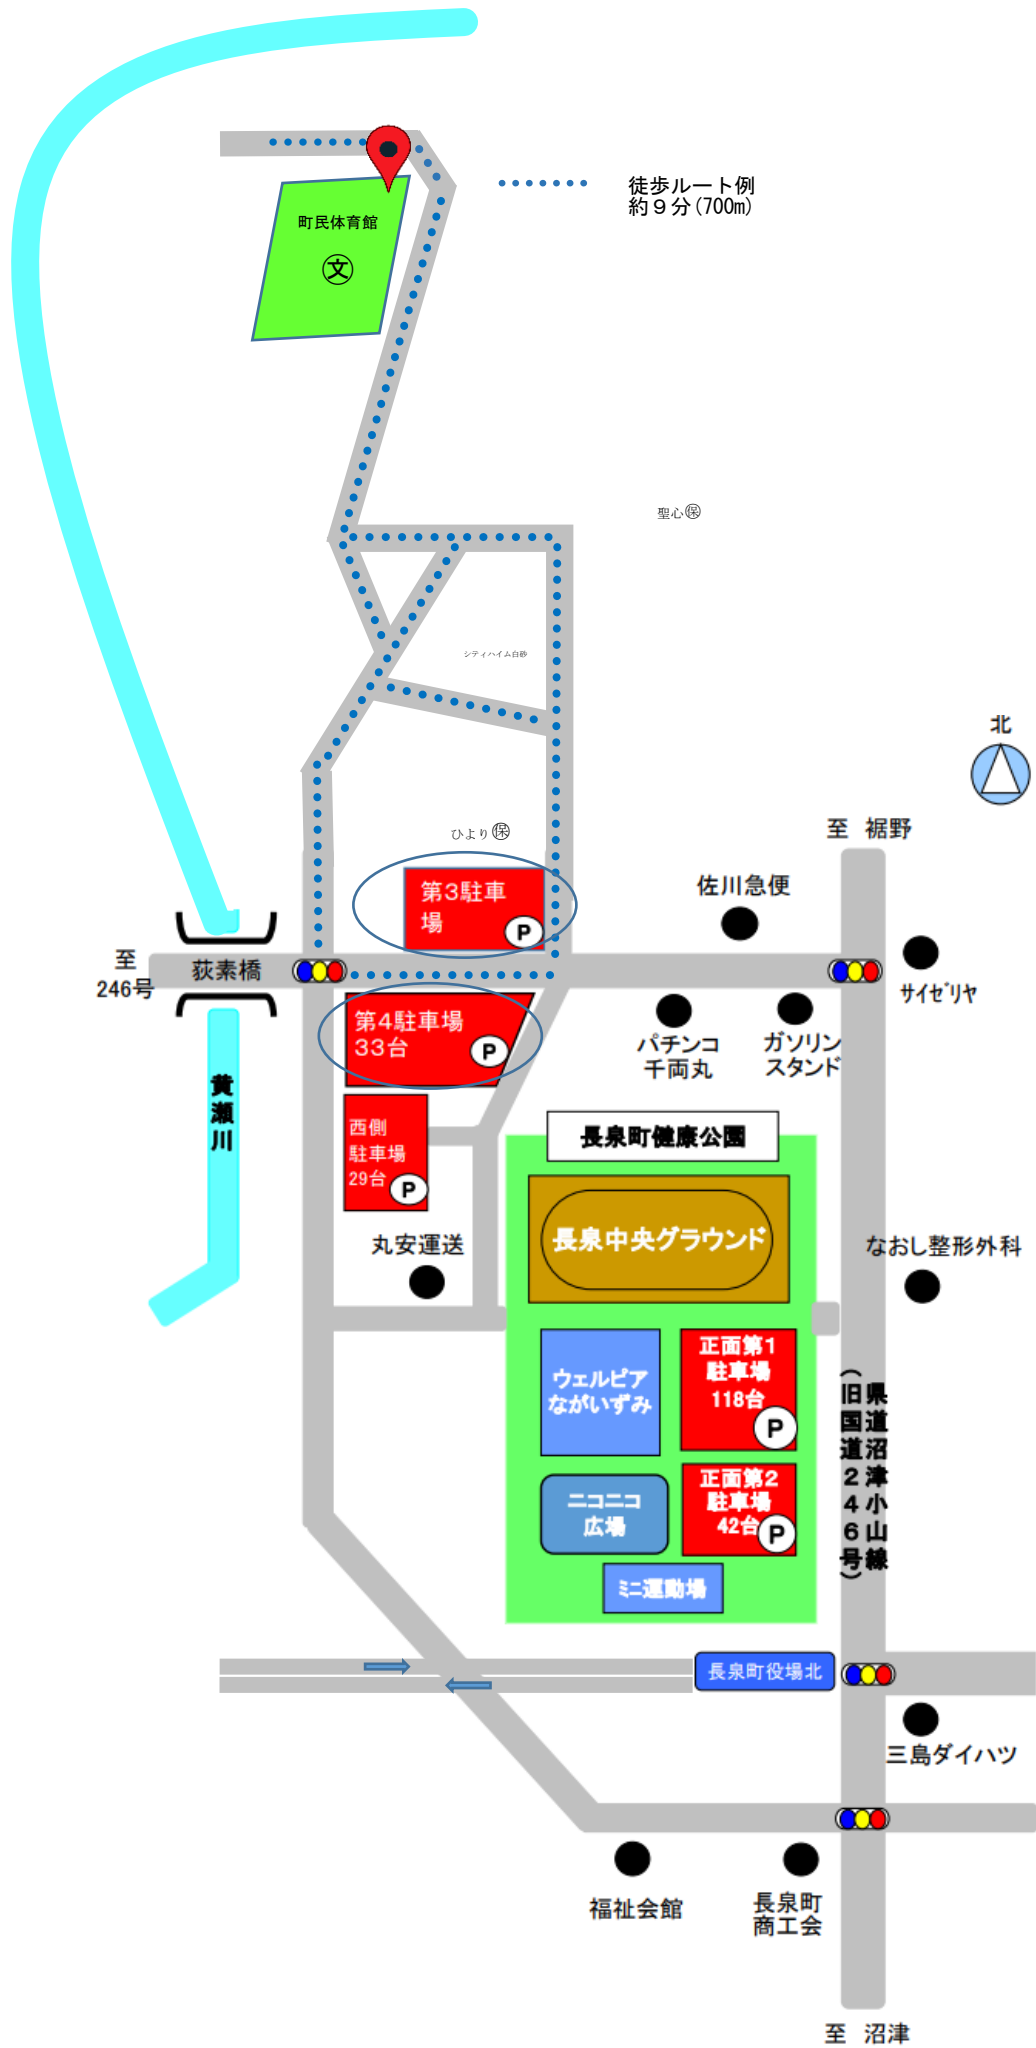 徒歩ルート例
約９分(700m)
町民体育館
文
聖心保
シティハイム白砂
北
至 裾野
ひより保
第3駐車
場
P
佐川急便
至
246号
荻素橋
サイゼリヤ
第4駐車場
33台
P
パチンコ
千両丸
ガソリン
スタンド
黄瀬川
西側
駐車場
29台
P
長泉町健康公園
長泉中央グラウンド
丸安運送
なおし整形外科
ウェルピア
ながいずみ
正面第1
駐車場
118台
P
県道沼津小山線
(旧国道246号)
ニコニコ
広場
正面第2
駐車場
42台
P
ミニ運動場
長泉町役場北
三島ダイハツ
福祉会館
長泉町
商工会
至 沼津